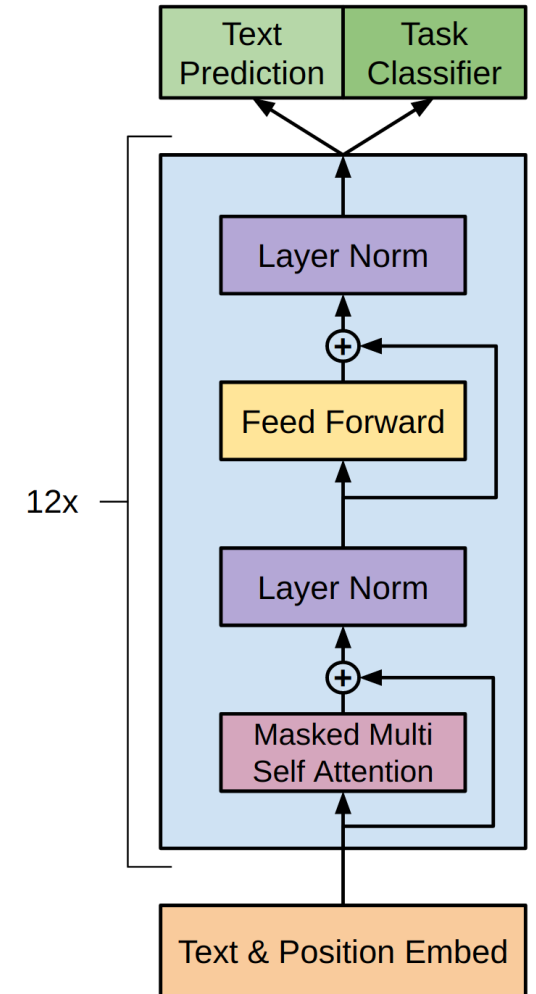 Text
Prediction
Task
Classifier
Layer Norm
+
Feed Forward
12x
Layer Norm
+
Masked Multi
Self Attention
Text & Position Embed